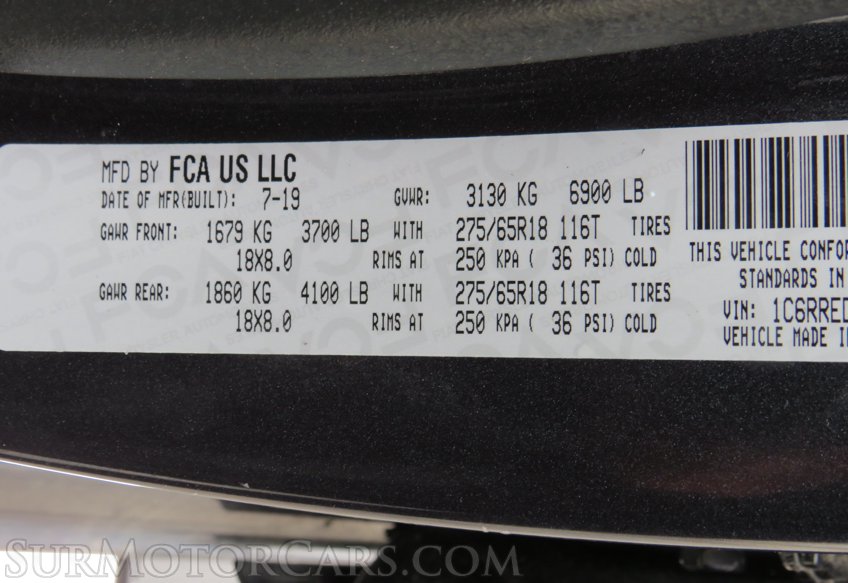 MFD BY FCA US LLC
DATE OF MFR(BUILT): 7-19 GVWR: 3130 KG 6900 LB
GAWR FRONT: 1679 KG 3700 LB WITH 275/65R18 116T TIRES
18X8.0 RIMS AT 250 KPA ( 36 PSI) COLD
GAWR REAR: 1860 KG 4100 LB WITH 275/65R18 116T TIRES
18X8.0 RIMS AT 250 KPA ( 36 PSI) COLD
THIS VEHICLE CONFOR
STANDARDS IN
VIN: 1C6RRED
VEHICLE MADE I
SURMOTORCARS.COM